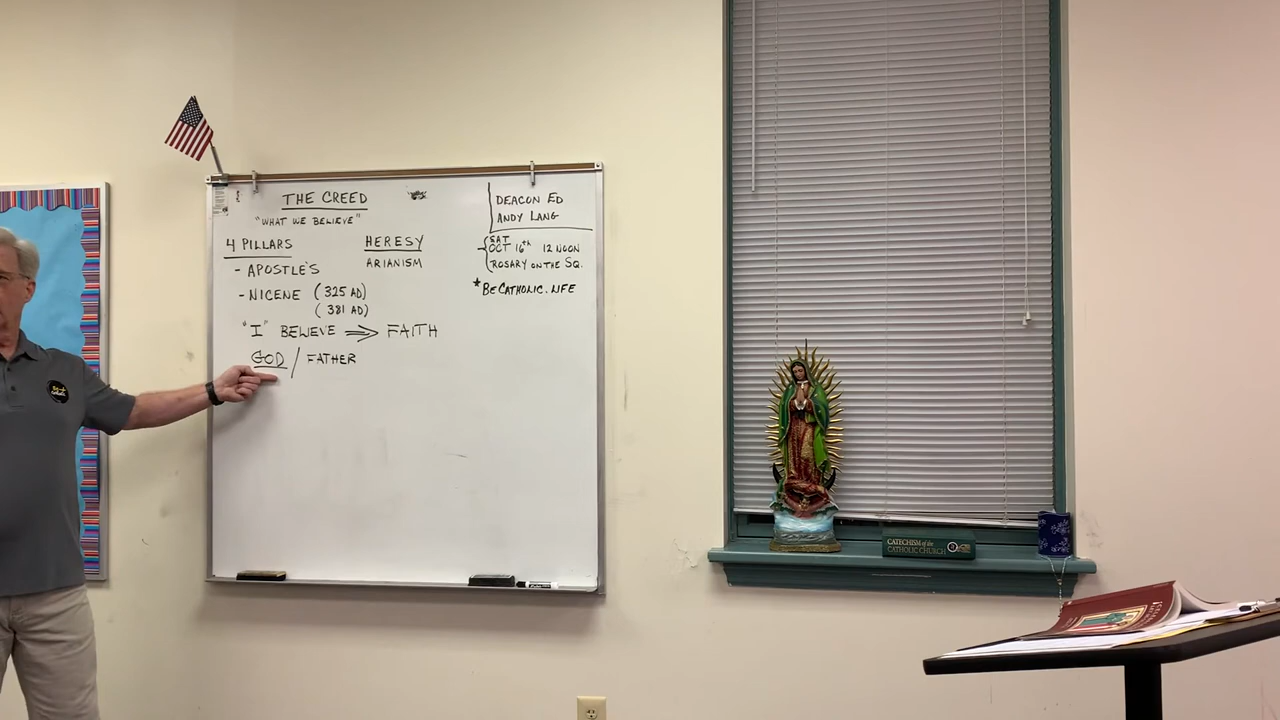 THE CREED
"WHAT WE BELIEVE"
4 PILLARS
- APOSTLE'S
- NICENE (325 AD)
(381 AD)
"I" BELIEVE ⇒ FAITH
GOD / FATHER
HERESY
ARIANISM
DEACON ED
ANDY LANG
SAT
OCT 16th 12 NOON
ROSARY ON THE SQ.
*BECATHOLIC.LIFE
CATECHISM of the
CATHOLIC CHURCH